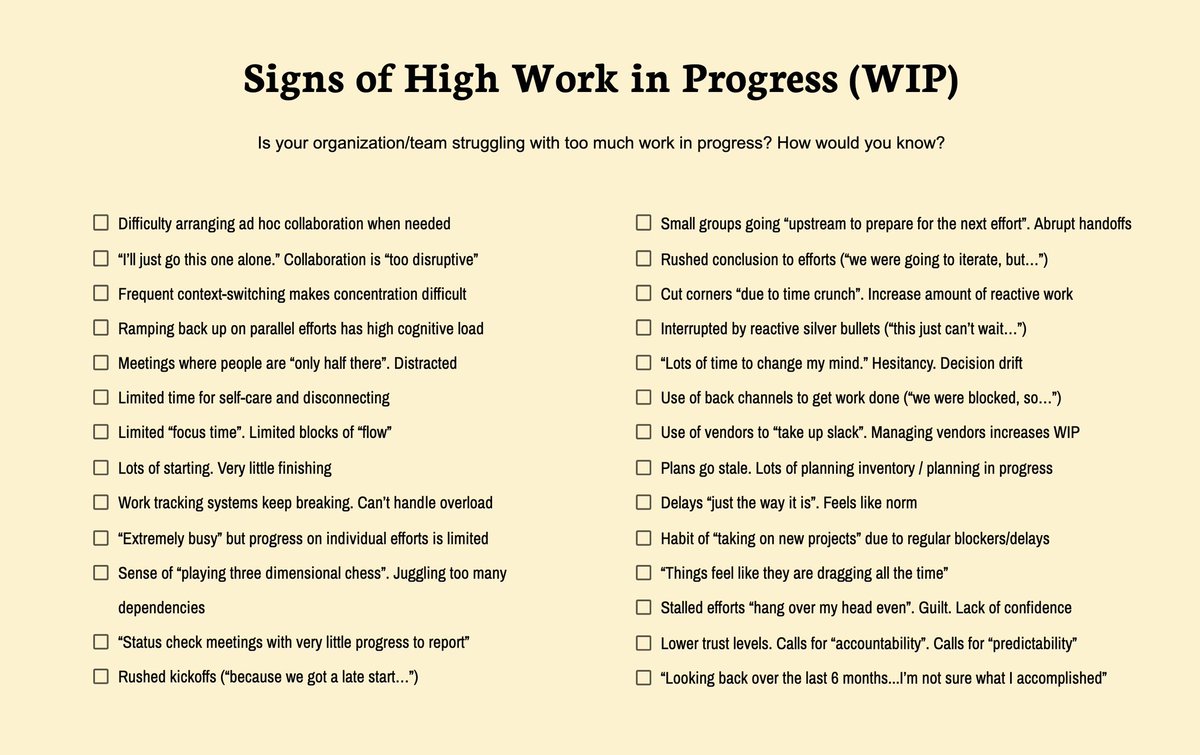 Signs of High Work in Progress (WIP)
Is your organization/team struggling with too much work in progress? How would you know?
Difficulty arranging ad hoc collaboration when needed
“I’ll just go this one alone.” Collaboration is “too disruptive”
Frequent context-switching makes concentration difficult
Ramping back up on parallel efforts has high cognitive load
Meetings where people are “only half there”. Distracted
Limited time for self-care and disconnecting
Limited “focus time”. Limited blocks of “flow”
Lots of starting. Very little finishing
Work tracking systems keep breaking. Can’t handle overload
“Extremely busy” but progress on individual efforts is limited
Sense of “playing three dimensional chess”. Juggling too many
dependencies
“Status check meetings with very little progress to report”
Rushed kickoffs (“because we got a late start…”)
Small groups going “upstream to prepare for the next effort”. Abrupt handoffs
Rushed conclusion to efforts (“we were going to iterate, but…”)
Cut corners “due to time crunch”. Increase amount of reactive work
Interrupted by reactive silver bullets (“this just can’t wait…”)
“Lots of time to change my mind.” Hesitancy. Decision drift
Use of back channels to get work done (“we were blocked, so…”)
Use of vendors to “take up slack”. Managing vendors increases WIP
Plans go stale. Lots of planning inventory / planning in progress
Delays “just the way it is”. Feels like norm
Habit of “taking on new projects” due to regular blockers/delays
“Things feel like they are dragging all the time”
Stalled efforts “hang over my head even”. Guilt. Lack of confidence
Lower trust levels. Calls for “accountability”. Calls for “predictability”
“Looking back over the last 6 months...I’m not sure what I accomplished”